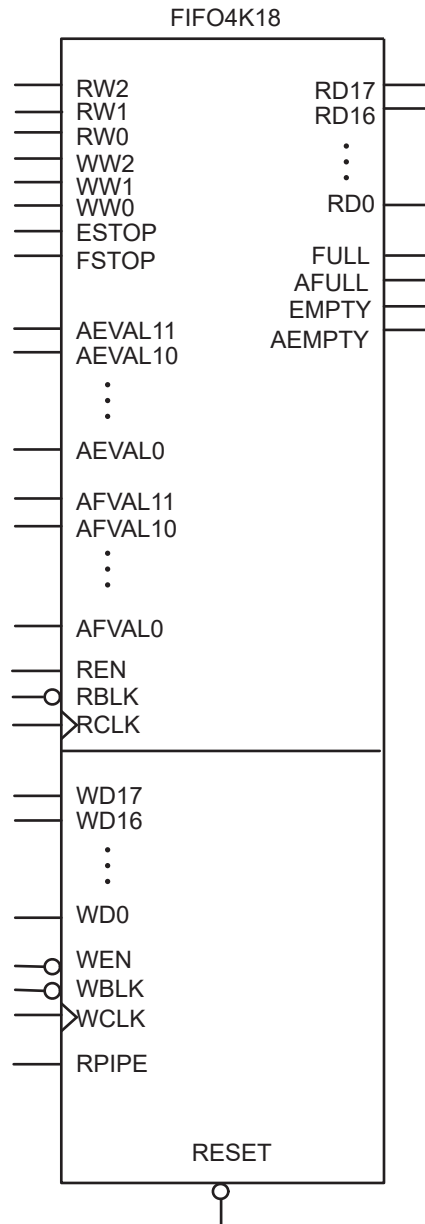 FIFO4K18
RW2
RD17
RW1
RD16
RW0
WW2
WW1
WW0
RD0
ESTOP
FSTOP
FULL
AFULL
EMPTY
AEVAL11
AEMPTY
AEVAL10
AEVAL0
AFVAL11
AFVAL10
AFVAL0
REN
RBLK
RCLK
WD17
WD16
WD0
WEN
WBLK
WCLK
RPIPE
RESET